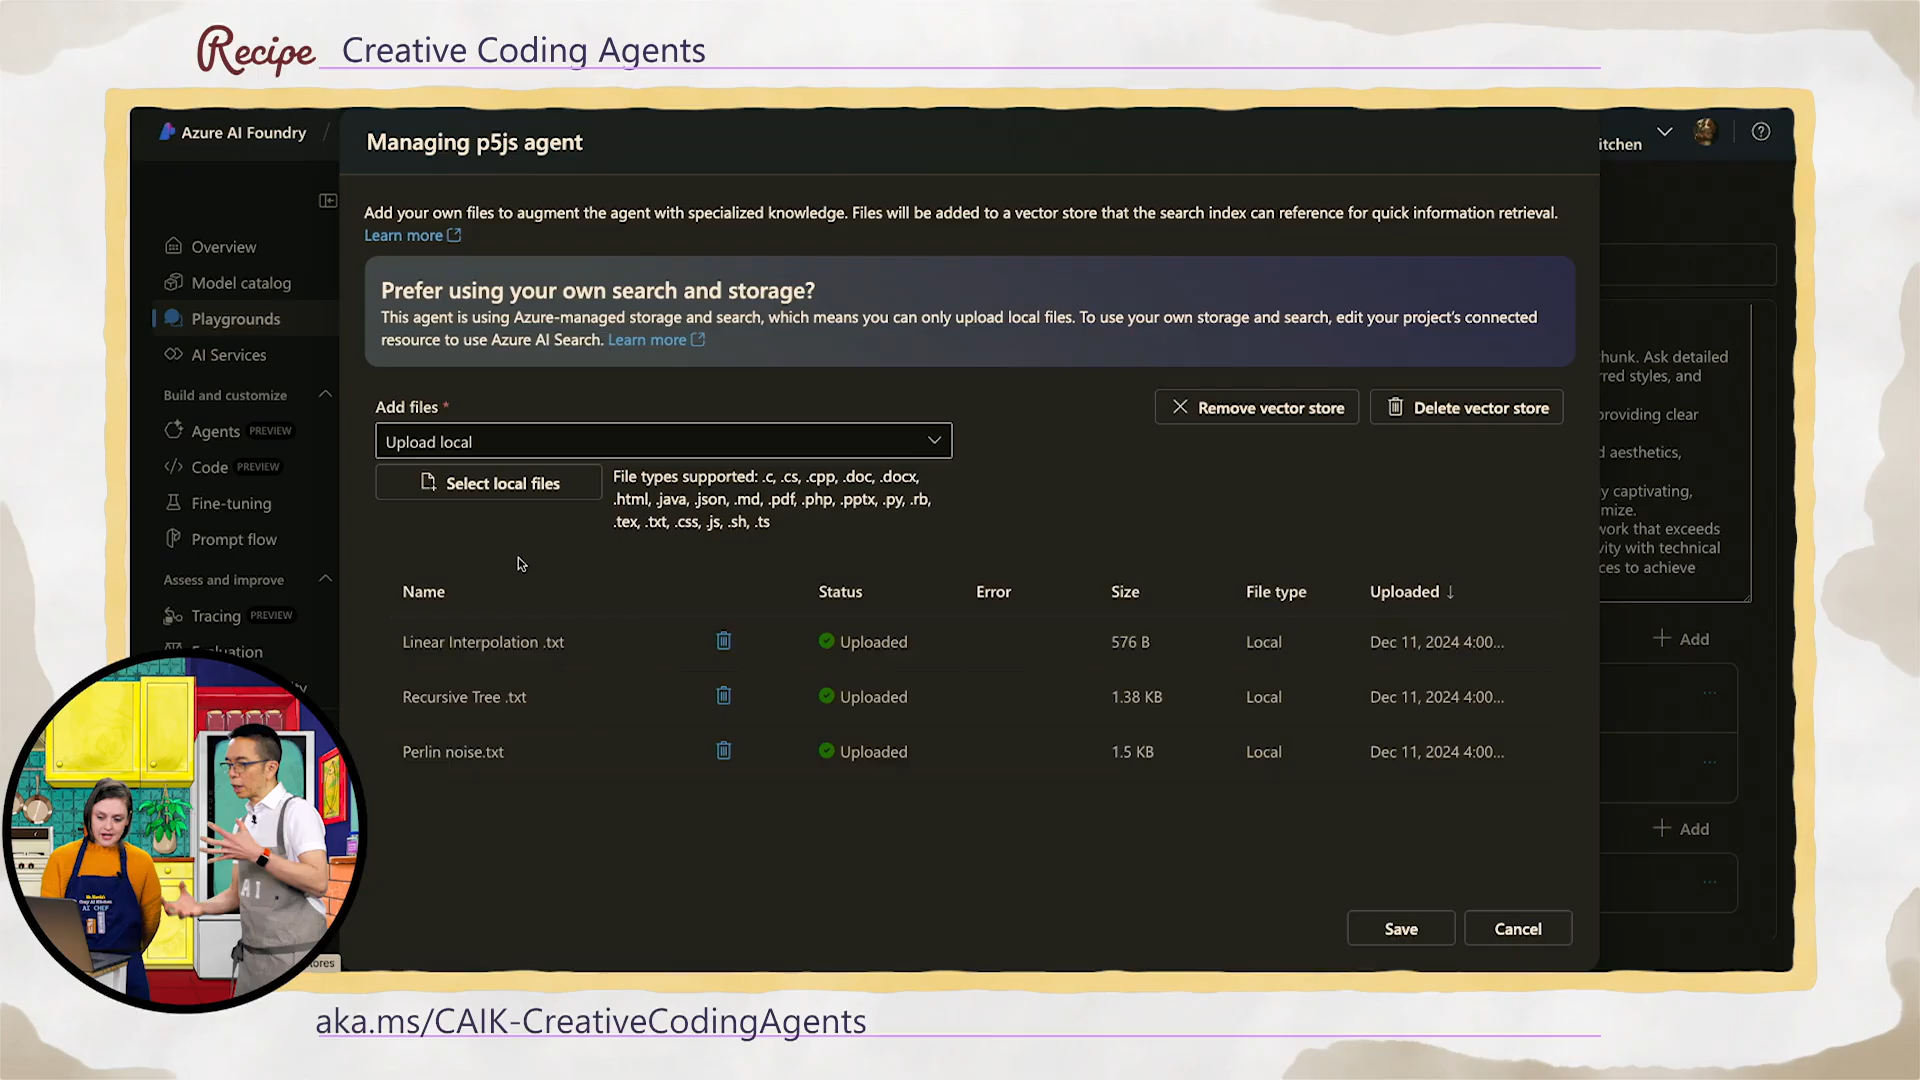 Recipe Creative Coding Agents
Azure AI Foundry /
Managing p5js agent
itchen
Add your own files to augment the agent with specialized knowledge. Files will be added to a vector store that the search index can reference for quick information retrieval.
Learn more
Overview
Model catalog
Playgrounds
AI Services
Build and customize
Agents PREVIEW
Code PREVIEW
Fine-tuning
Prompt flow
Assess and improve
Tracing PREVIEW
Evaluation
Prefer using your own search and storage?
This agent is using Azure-managed storage and search, which means you can only upload local files. To use your own storage and search, edit your project's connected
resource to use Azure AI Search. Learn more
Add files *
Upload local
Remove vector store
Delete vector store
Select local files
File types supported: .c, .cs, .cpp, .doc, .docx,
.html, .java, .json, .md, .pdf, .php, .pptx, .py, .rb,
.tex, .txt, .css, .js, .sh, .ts
Name Status Error Size File type Uploaded ↓
Linear Interpolation .txt Uploaded 576 B Local Dec 11, 2024 4:00...
Recursive Tree .txt Uploaded 1.38 KB Local Dec 11, 2024 4:00...
Perlin noise.txt Uploaded 1.5 KB Local Dec 11, 2024 4:00...
Save
Cancel
hunk. Ask detailed
rred styles, and
providing clear
d aesthetics,
y captivating,
omize.
work that exceeds
vity with technical
ces to achieve
+ Add
+ Add
AI CHEF
AI
tores
aka.ms/CAIK-CreativeCodingAgents